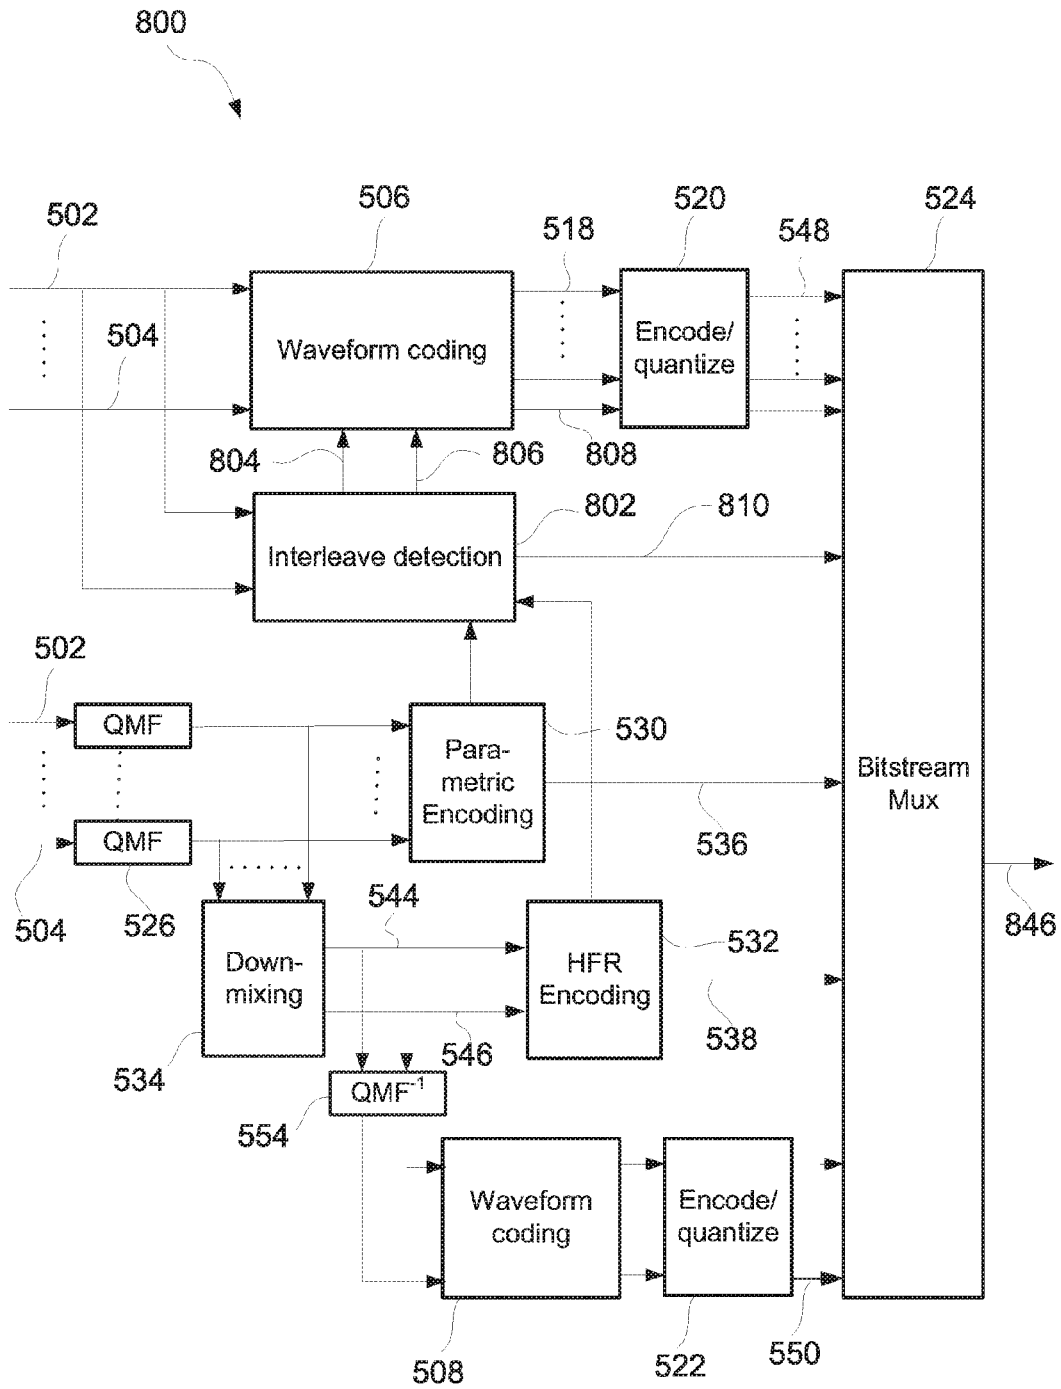 800
502
506
518
520
548
524
504
Waveform coding
Encode/
quantize
804
806
808
802
810
Interleave detection
502
QMF
530
Para-
metric
Encoding
Bitstream
Mux
QMF
536
504
526
544
846
Down-
mixing
HFR
Encoding
532
538
534
546
QMF-1
554
Waveform
coding
Encode/
quantize
508
522
550